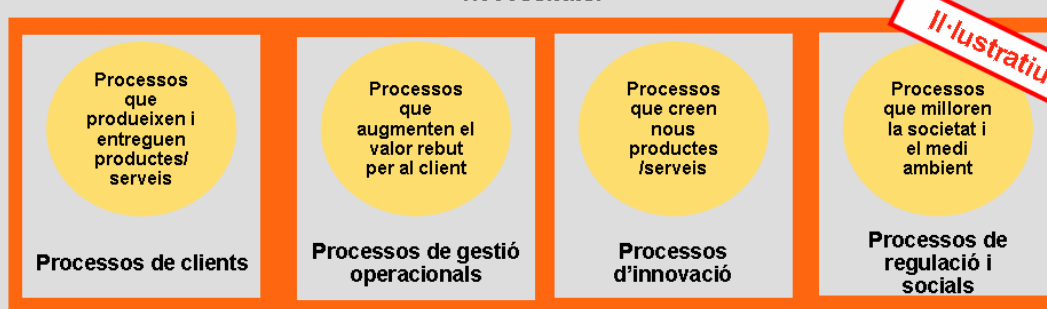 Il·lustratiu
Processos
que
produeixen i
entreguen
productes/
serveis
Processos
que
augmenten el
valor rebut
per al client
Processos
que creen
nous
productes
/serveis
Processos
que milloren
la societat i
el medi
ambient
Processos de clients
Processos de gestió
operacionals
Processos
d'innovació
Processos de
regulació i
socials